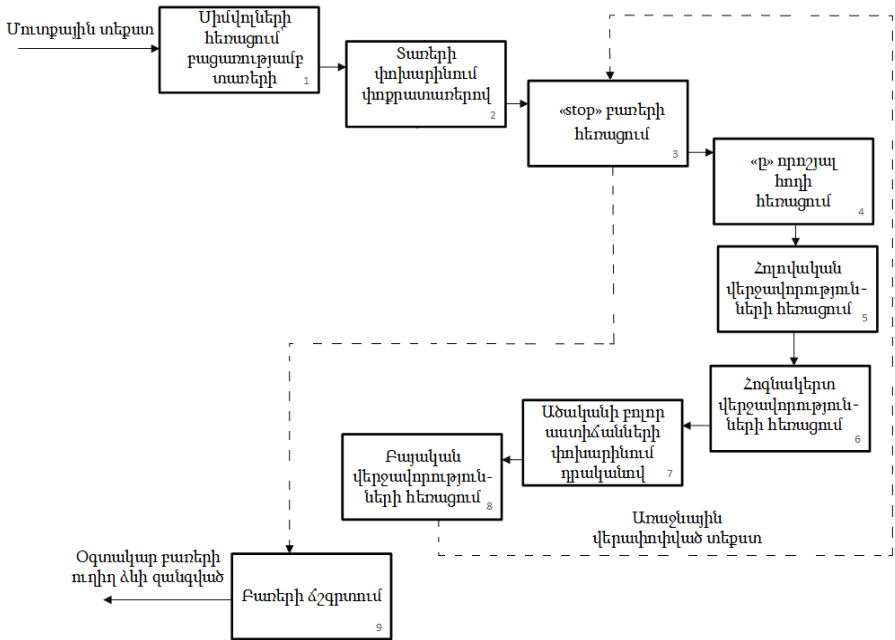 Մուտքային տեքստ
Սիմվոլների
հեռացում՝
բացառությամբ
տառերի
1
Տառերի
փոխարինում
փոքրատառերով
2
«stop» բառերի
հեռացում
3
«ը» որոշյալ
հոդի
հեռացում
4
Հոլովական
վերջավորություն-
ների հեռացում
5
Հոգնակերտ
վերջավորություն-
ների հեռացում
6
Ածականի բոլոր
աստիճանների
փոխարինում
դրականով
7
Բայական
վերջավորություն-
ների հեռացում
8
Առաջնային
վերափոփված տեքստ
Օգտակար բառերի
ուղիղ ձևի զանգված
Բառերի ճշգրտում
9